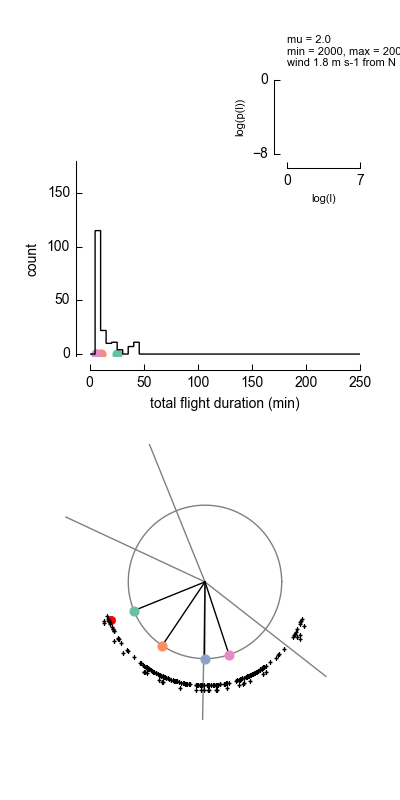 mu = 2.0
min = 2000, max = 200
wind 1.8 m s-1 from N
0
log(p(l))
−8
0 7
log(l)
150
100
50
0
count
0 50 100 150 200 250
total flight duration (min)